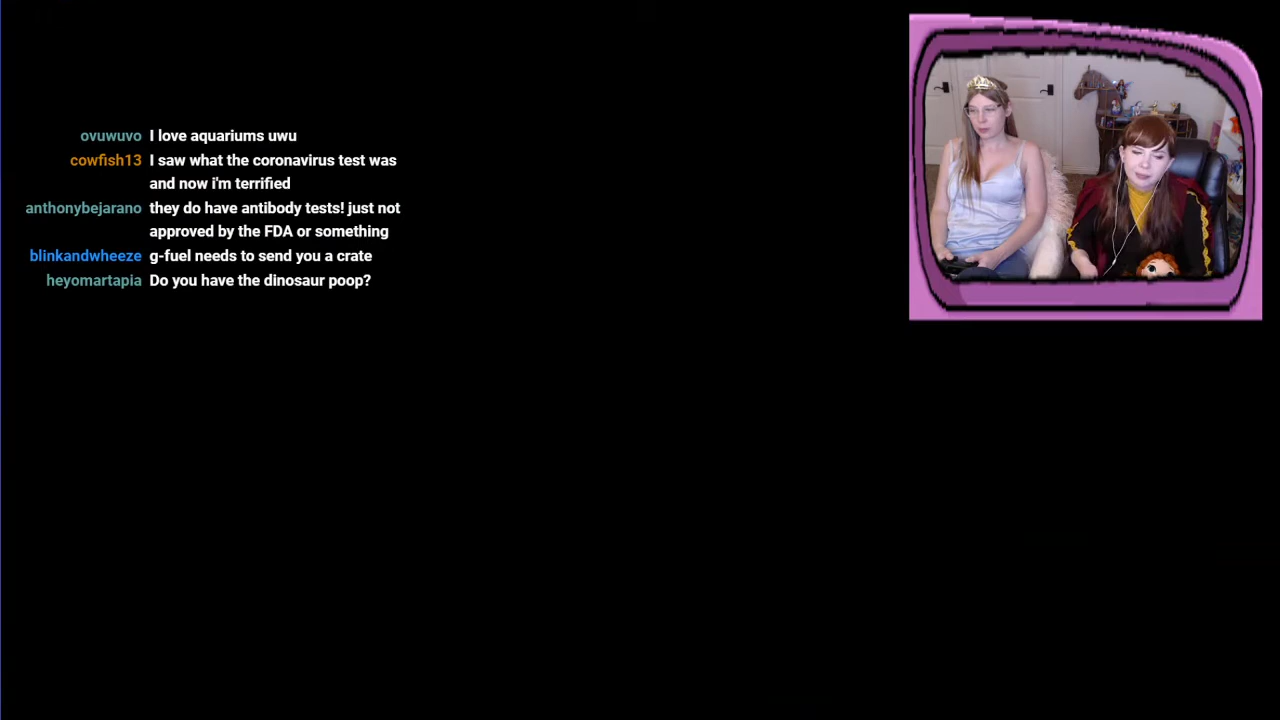 ovuwuvo I love aquariums uwu
cowfish13 I saw what the coronavirus test was
and now i'm terrified
anthonybejarano they do have antibody tests! just not
approved by the FDA or something
blinkandwheeze g-fuel needs to send you a crate
heyomartapia Do you have the dinosaur poop?